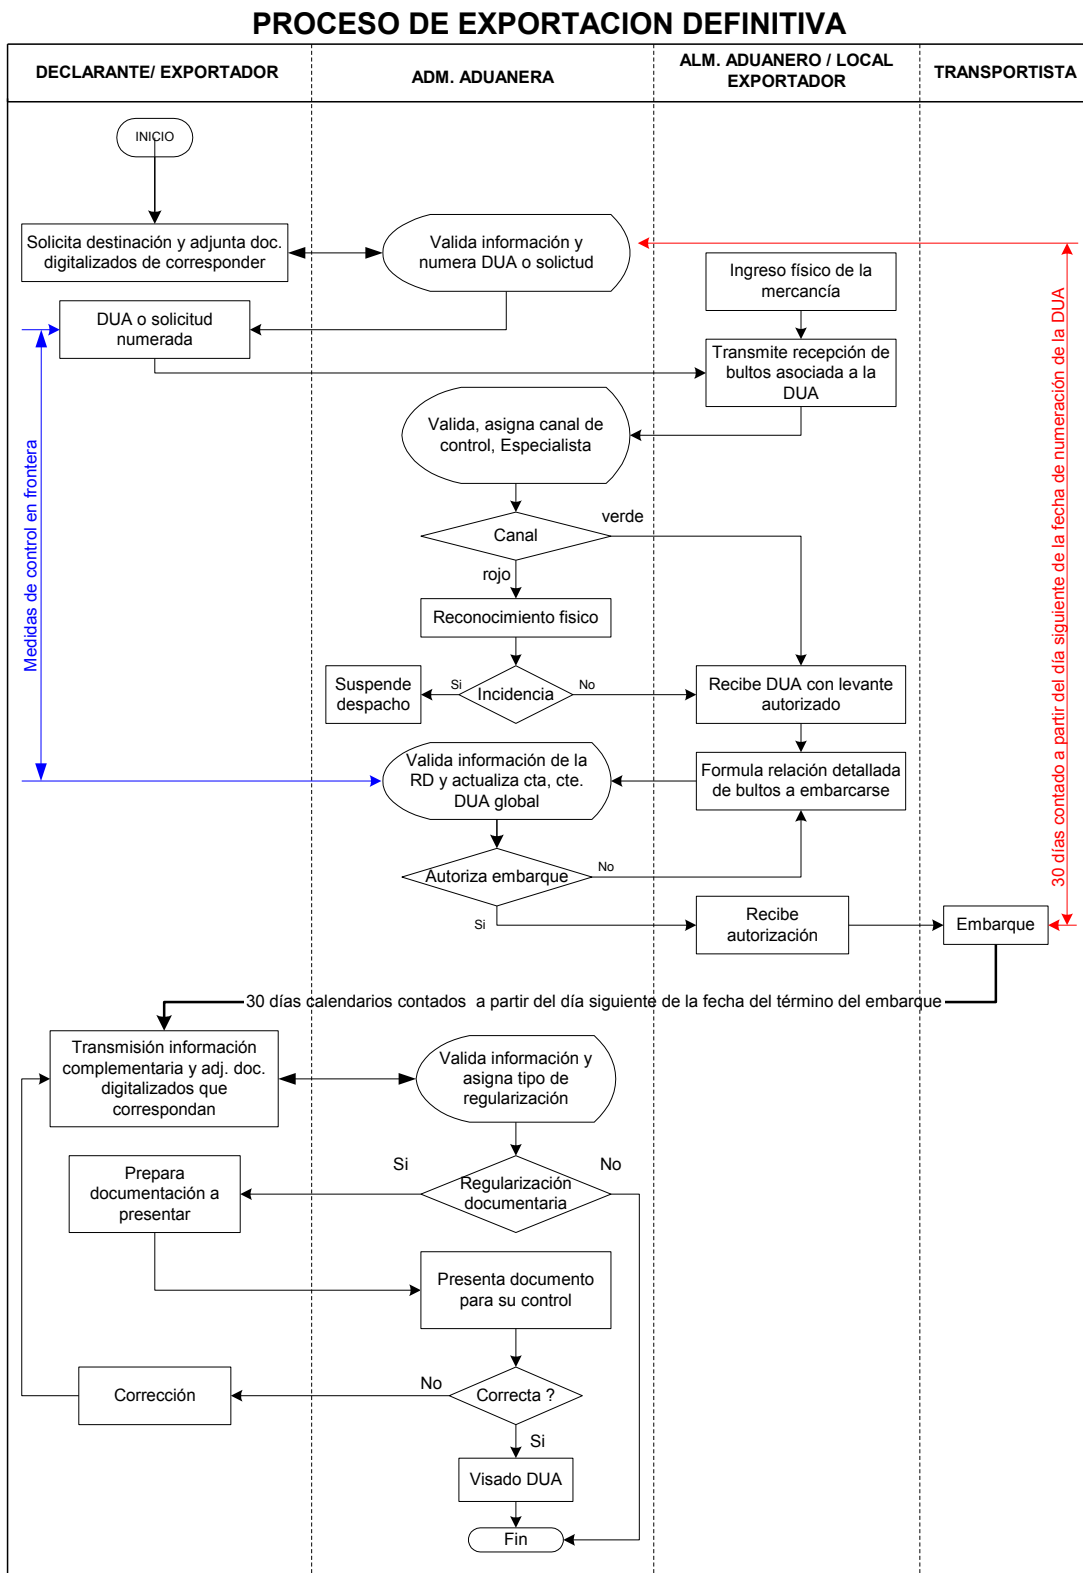 PROCESO DE EXPORTACION DEFINITIVA
DECLARANTE/ EXPORTADOR
ADM. ADUANERA
ALM. ADUANERO / LOCAL
EXPORTADOR
TRANSPORTISTA
INICIO
Solicita destinación y adjunta doc.
digitalizados de corresponder
Valida información y
numera DUA o solictud
Ingreso físico de la
mercancía
DUA o solicitud
numerada
Transmite recepción de
bultos asociada a la
DUA
Valida, asigna canal de
control, Especialista
verde
Canal
rojo
Reconocimiento fisico
Suspende
despacho
Si
Incidencia
No
Recibe DUA con levante
autorizado
Valida información de la
RD y actualiza cta, cte.
DUA global
Formula relación detallada
de bultos a embarcarse
Autoriza embarque
No
Si
Recibe
autorización
Embarque
Medidas de control en frontera
30 días contado a partir del día siguiente de la fecha de numeración de la DUA
30 días calendarios contados  a partir del día siguiente de la fecha del término del embarque
Transmisión información
complementaria y adj. doc.
digitalizados que
correspondan
Valida información y
asigna tipo de
regularización
Si
No
Regularización
documentaria
Prepara
documentación a
presentar
Presenta documento
para su control
Corrección
No
Correcta ?
Si
Visado DUA
Fin